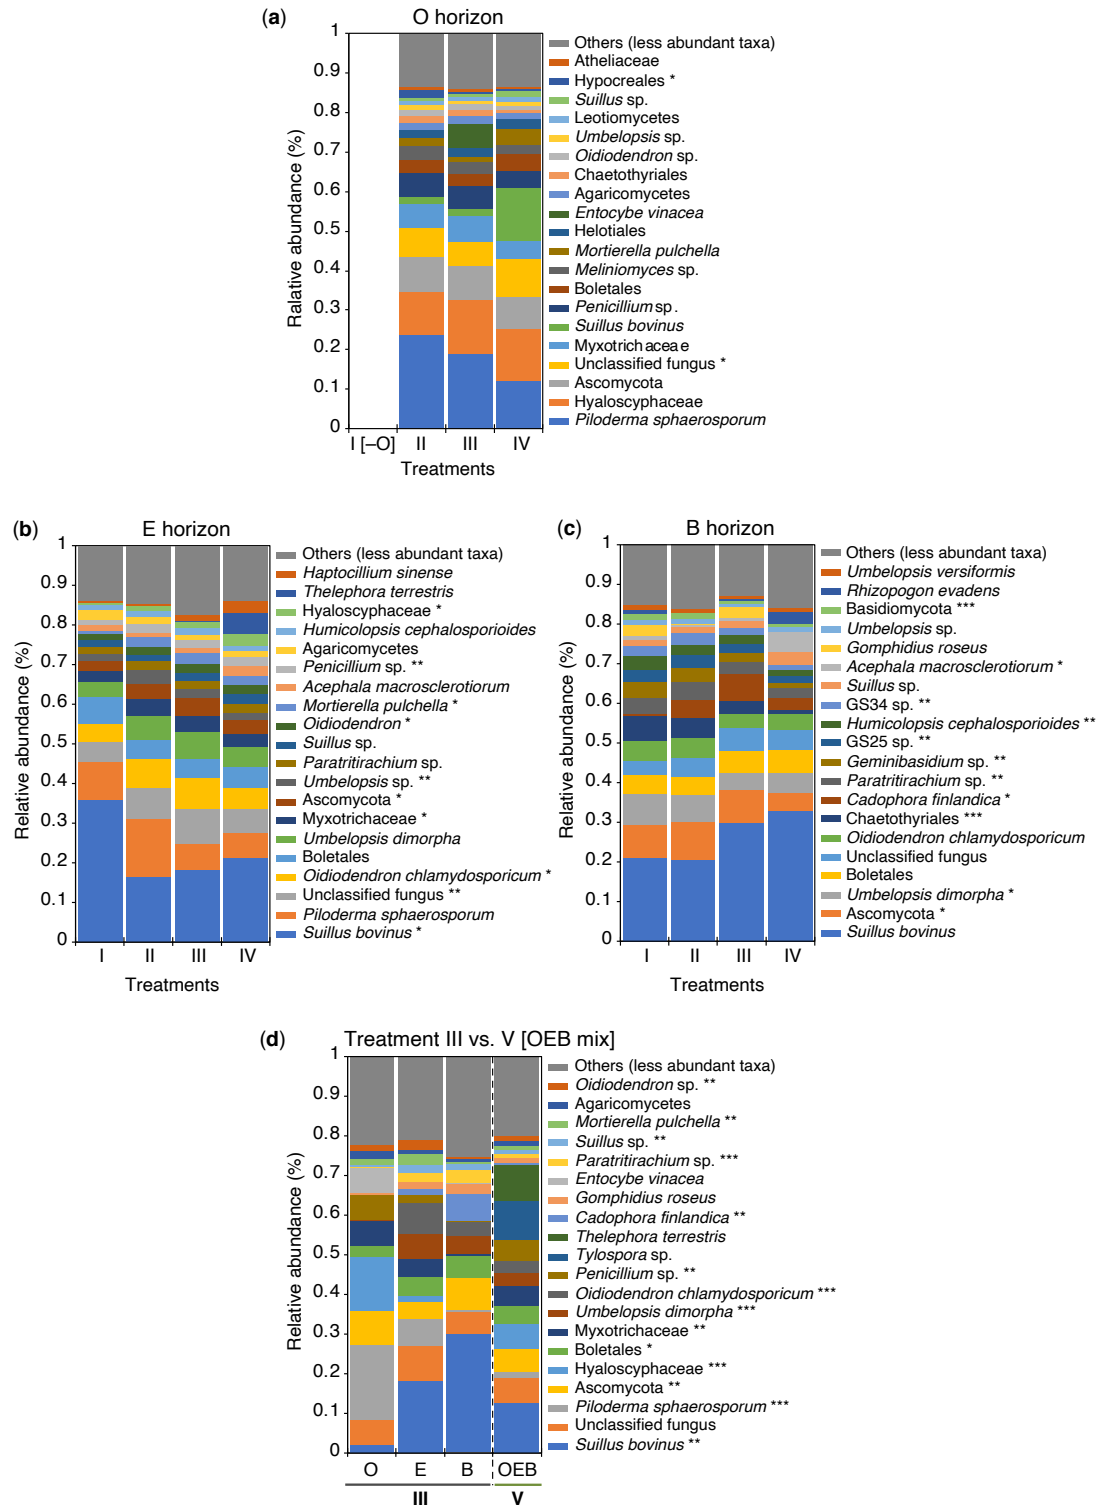 (a)
O horizon
Ralative abundance (%)
1
0.9
0.8
0.7
0.6
0.5
0.4
0.3
0.2
0.1
0
I [–O] II III IV
Treatments
Others (less abundant taxa)
Atheliaceae
Hypocreales *
Suillus sp.
Leotiomycetes
Umbelopsis sp.
Oidiodendron sp.
Chaetothyriales
Agaricomycetes
Entocybe vinacea
Helotiales
Mortierella pulchella
Meliniomyces sp.
Boletales
Penicillium sp.
Suillus bovinus
Myxotrichaceae
Unclassified fungus *
Ascomycota
Hyaloscyphaceae
Piloderma sphaerosporum
(b)
E horizon
Relative abundance (%)
1
0.9
0.8
0.7
0.6
0.5
0.4
0.3
0.2
0.1
0
I II III IV
Treatments
Others (less abundant taxa)
Haptocillium sinense
Thelephora terrestris
Hyaloscyphaceae *
Humicolopsis cephalosporioides
Agaricomycetes
Penicillium sp. **
Acephala macrosclerotiorum
Mortierella pulchella *
Oidiodendron *
Suillus sp.
Paratritirachium sp.
Umbelopsis sp. **
Ascomycota *
Myxotrichaceae *
Umbelopsis dimorpha
Boletales
Oidiodendron chlamydosporicum *
Unclassified fungus **
Piloderma sphaerosporum
Suillus bovinus *
(c)
B horizon
Relative abundance (%)
1
0.9
0.8
0.7
0.6
0.5
0.4
0.3
0.2
0.1
0
I II III IV
Treatments
Others (less abundant taxa)
Umbelopsis versiformis
Rhizopogon evadens
Basidiomycota ***
Umbelopsis sp.
Gomphidius roseus
Acephala macrosclerotiorum *
Suillus sp.
GS34 sp. **
Humicolopsis cephalosporioides **
GS25 sp. **
Geminibasidium sp. **
Paratritirachium sp. **
Cadophora finlandica *
Chaetothyriales ***
Oidiodendron chlamydosporicum
Unclassified fungus
Boletales
Umbelopsis dimorpha *
Ascomycota *
Suillus bovinus
(d)
Treatment III vs. V [OEB mix]
Relative abundance (%)
1
0.9
0.8
0.7
0.6
0.5
0.4
0.3
0.2
0.1
0
O E B OEB
III V
Others (less abundant taxa)
Oidiodendron sp. **
Agaricomycetes
Mortierella pulchella **
Suillus sp. **
Paratritirachium sp. ***
Entocybe vinacea
Gomphidius roseus
Cadophora finlandica **
Thelephora terrestris
Tylospora sp.
Penicillium sp. **
Oidiodendron chlamydosporicum ***
Umbelopsis dimorpha ***
Myxotrichaceae **
Boletales *
Hyaloscyphaceae ***
Ascomycota **
Piloderma sphaerosporum ***
Unclassified fungus
Suillus bovinus **